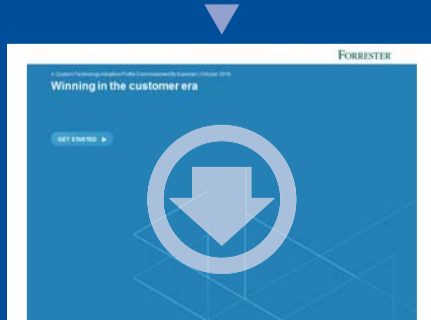 FORRESTER
A Custom Technology Adoption Profile Commissioned By Experian | October 2016
Winning in the customer era
GET STARTED